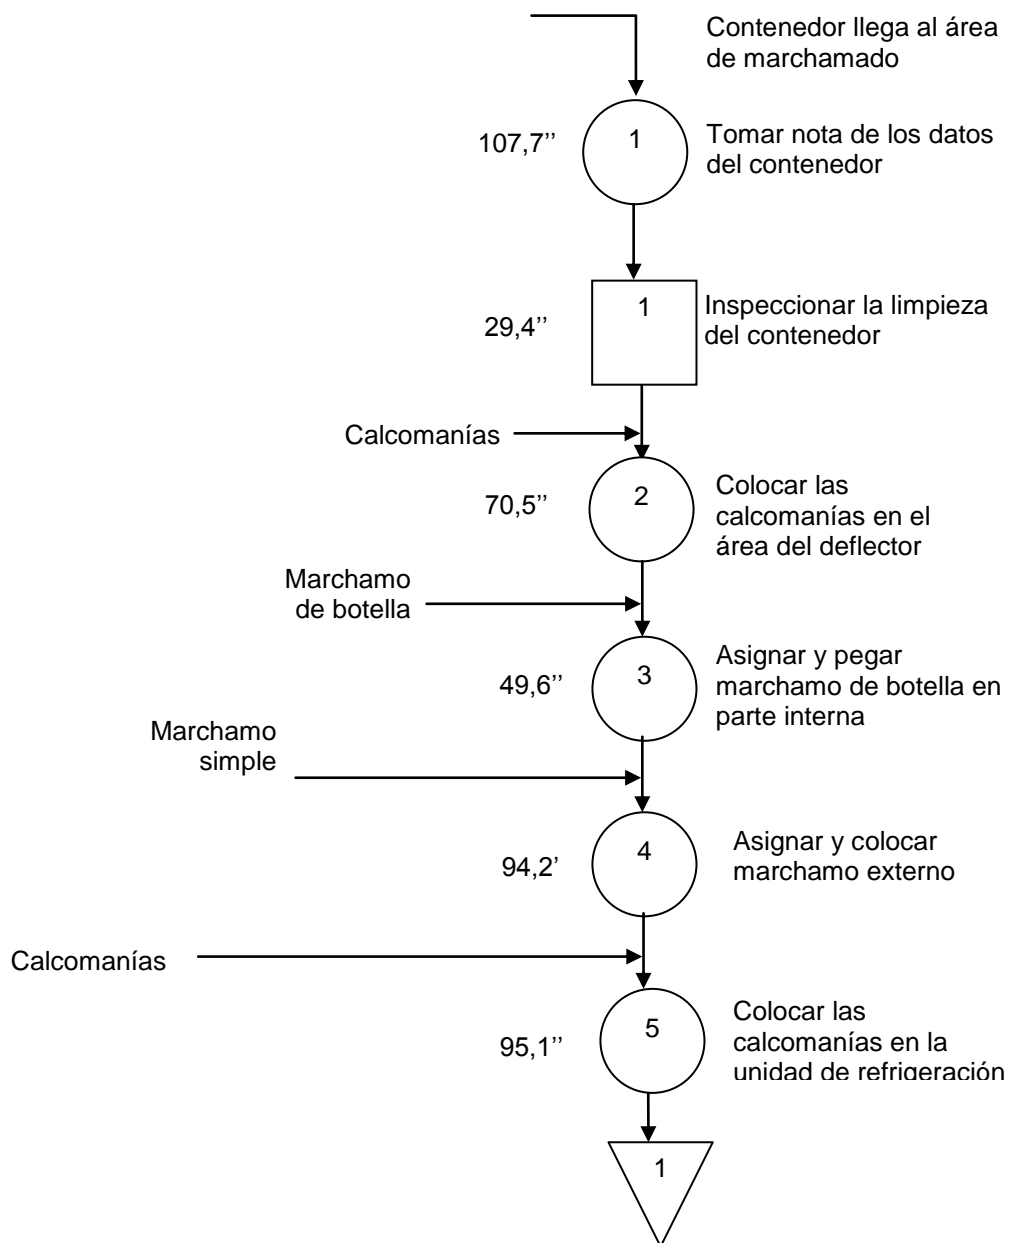 Contenedor llega al área
de marchamado
107,7’’
1
Tomar nota de los datos
del contenedor
29,4’’
1
Inspeccionar la limpieza
del contenedor
Calcomanías
70,5’’
2
Colocar las
calcomanías en el
área del deflector
Marchamo
de botella
49,6’’
3
Asignar y pegar
marchamo de botella en
parte interna
Marchamo
simple
94,2’
4
Asignar y colocar
marchamo externo
Calcomanías
95,1’’
5
Colocar las
calcomanías en la
unidad de refrigeración
1